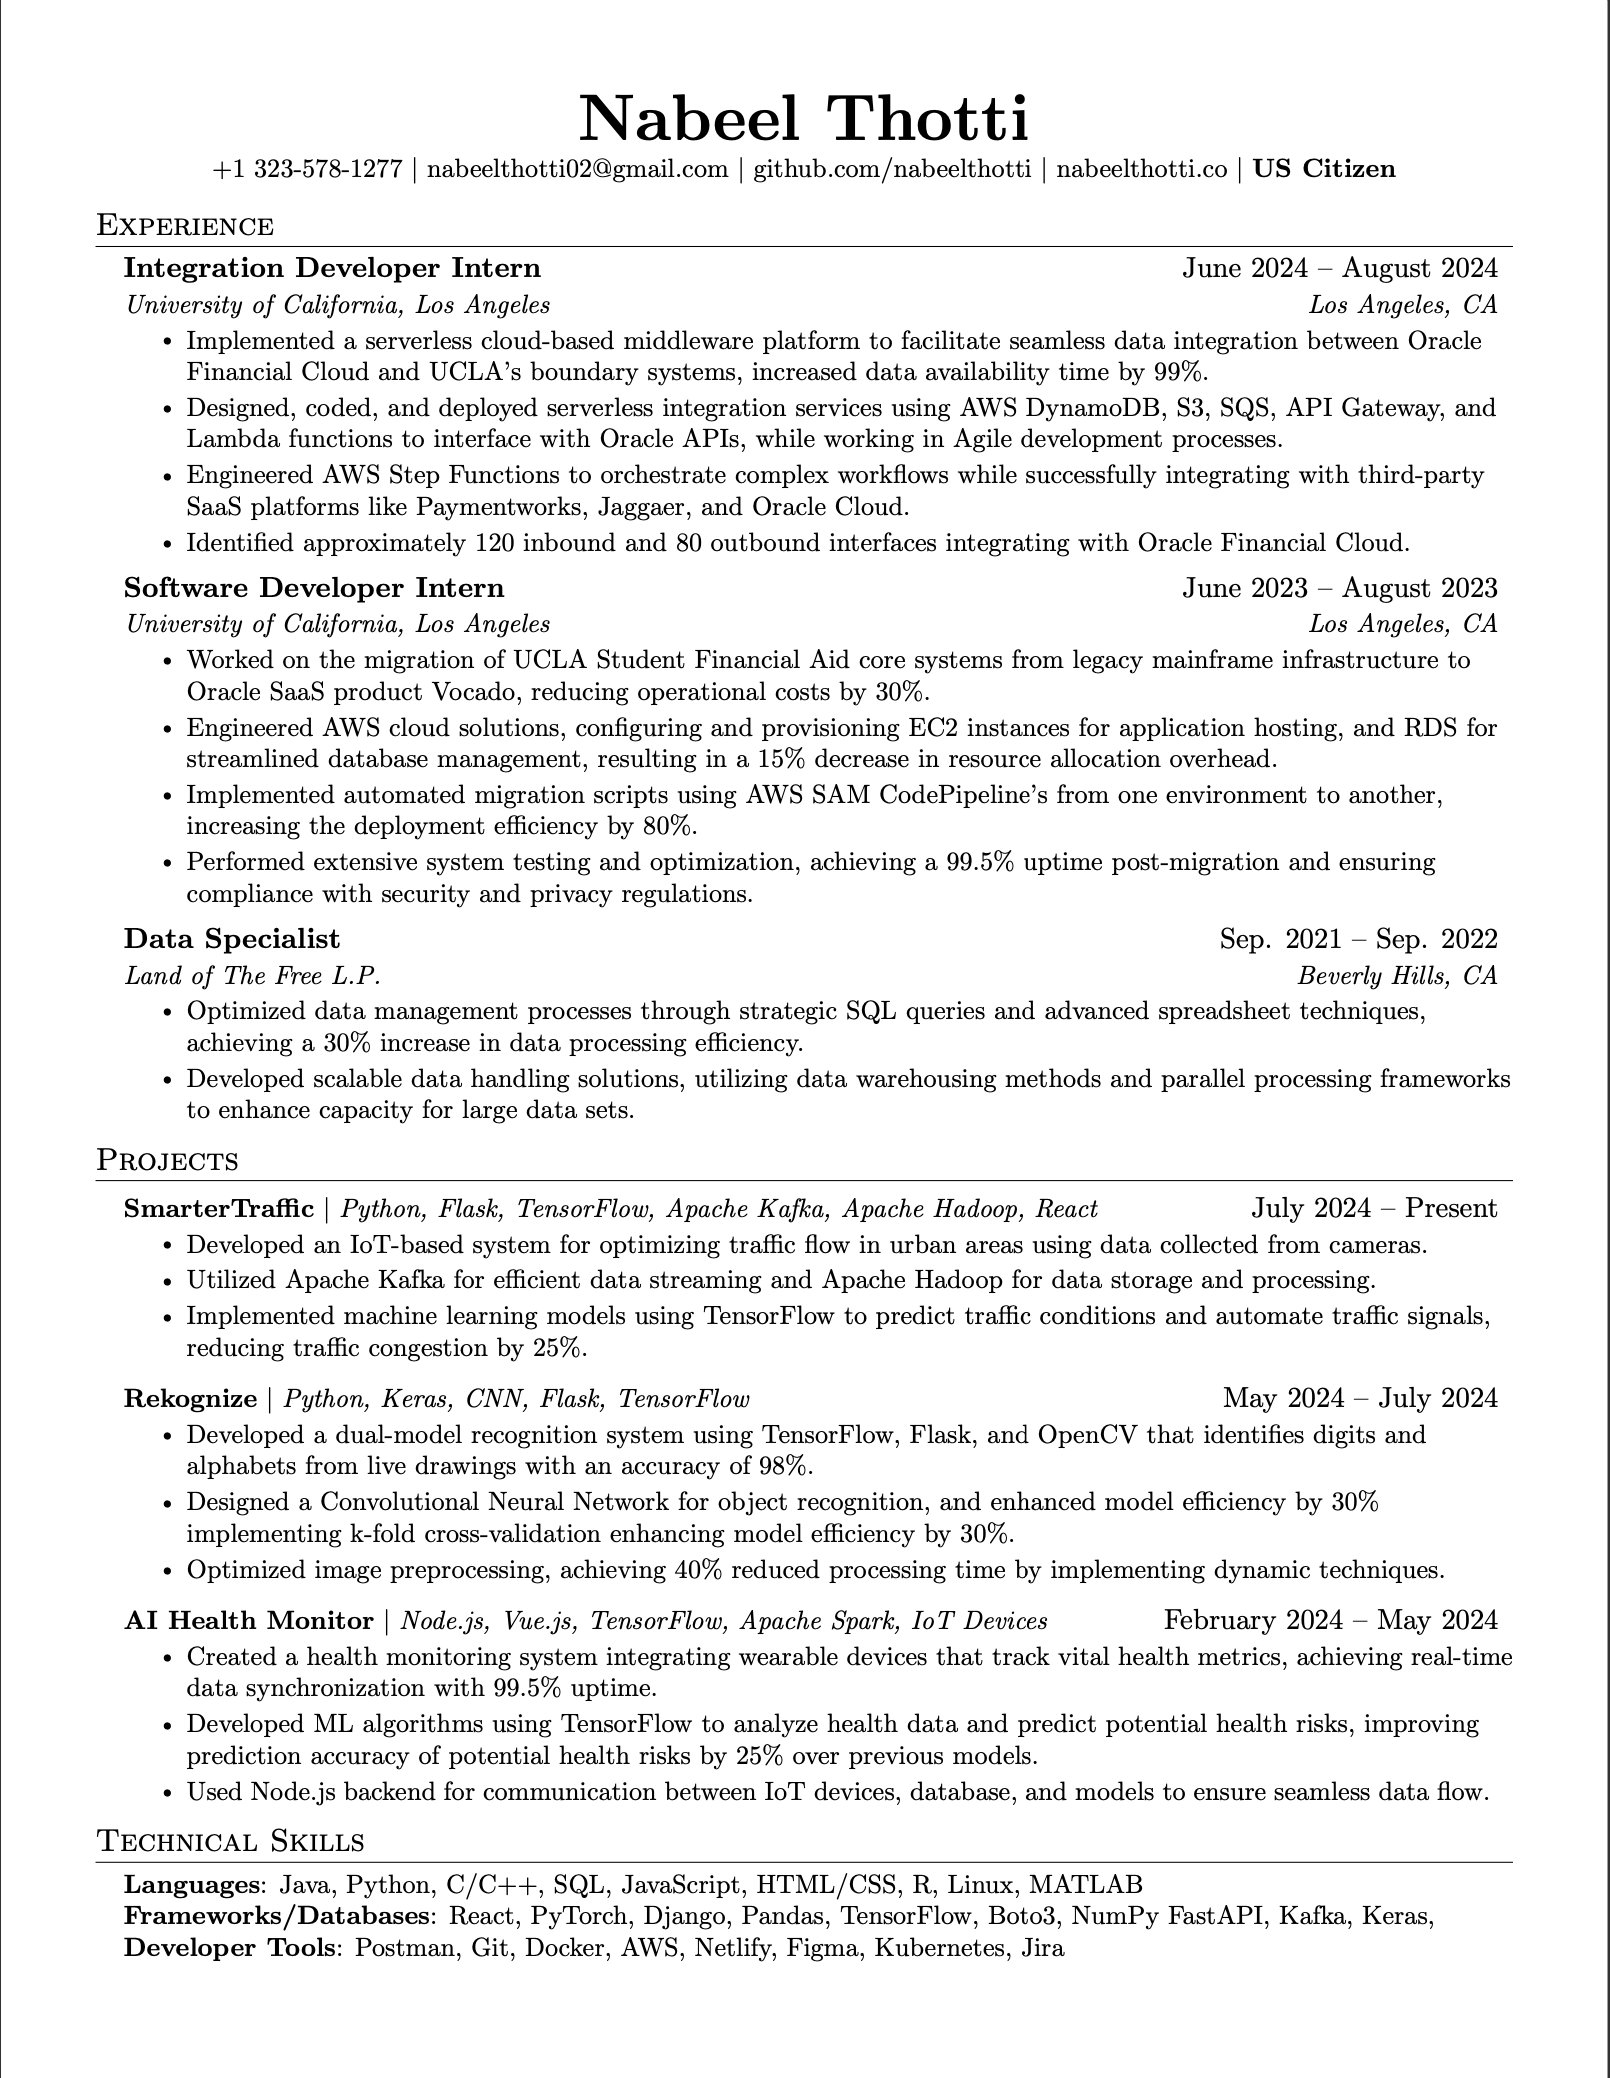 Nabeel Thotti
+1 323-578-1277 | nabeelthotti02@gmail.com | github.com/nabeelthotti | nabeelthotti.co | US Citizen
Experience
Integration Developer Intern June 2024 – August 2024
University of California, Los Angeles Los Angeles, CA
• Implemented a serverless cloud-based middleware platform to facilitate seamless data integration between Oracle
Financial Cloud and UCLA's boundary systems, increased data availability time by 99%.
• Designed, coded, and deployed serverless integration services using AWS DynamoDB, S3, SQS, API Gateway, and
Lambda functions to interface with Oracle APIs, while working in Agile development processes.
• Engineered AWS Step Functions to orchestrate complex workflows while successfully integrating with third-party
SaaS platforms like Paymentworks, Jaggaer, and Oracle Cloud.
• Identified approximately 120 inbound and 80 outbound interfaces integrating with Oracle Financial Cloud.
Software Developer Intern June 2023 – August 2023
University of California, Los Angeles Los Angeles, CA
• Worked on the migration of UCLA Student Financial Aid core systems from legacy mainframe infrastructure to
Oracle SaaS product Vocado, reducing operational costs by 30%.
• Engineered AWS cloud solutions, configuring and provisioning EC2 instances for application hosting, and RDS for
streamlined database management, resulting in a 15% decrease in resource allocation overhead.
• Implemented automated migration scripts using AWS SAM CodePipeline's from one environment to another,
increasing the deployment efficiency by 80%.
• Performed extensive system testing and optimization, achieving a 99.5% uptime post-migration and ensuring
compliance with security and privacy regulations.
Data Specialist Sep. 2021 – Sep. 2022
Land of The Free L.P. Beverly Hills, CA
• Optimized data management processes through strategic SQL queries and advanced spreadsheet techniques,
achieving a 30% increase in data processing efficiency.
• Developed scalable data handling solutions, utilizing data warehousing methods and parallel processing frameworks
to enhance capacity for large data sets.
Projects
SmarterTraffic | Python, Flask, TensorFlow, Apache Kafka, Apache Hadoop, React July 2024 – Present
• Developed an IoT-based system for optimizing traffic flow in urban areas using data collected from cameras.
• Utilized Apache Kafka for efficient data streaming and Apache Hadoop for data storage and processing.
• Implemented machine learning models using TensorFlow to predict traffic conditions and automate traffic signals,
reducing traffic congestion by 25%.
Rekognize | Python, Keras, CNN, Flask, TensorFlow May 2024 – July 2024
• Developed a dual-model recognition system using TensorFlow, Flask, and OpenCV that identifies digits and
alphabets from live drawings with an accuracy of 98%.
• Designed a Convolutional Neural Network for object recognition, and enhanced model efficiency by 30%
implementing k-fold cross-validation enhancing model efficiency by 30%.
• Optimized image preprocessing, achieving 40% reduced processing time by implementing dynamic techniques.
AI Health Monitor | Node.js, Vue.js, TensorFlow, Apache Spark, IoT Devices February 2024 – May 2024
• Created a health monitoring system integrating wearable devices that track vital health metrics, achieving real-time
data synchronization with 99.5% uptime.
• Developed ML algorithms using TensorFlow to analyze health data and predict potential health risks, improving
prediction accuracy of potential health risks by 25% over previous models.
• Used Node.js backend for communication between IoT devices, database, and models to ensure seamless data flow.
Technical Skills
Languages: Java, Python, C/C++, SQL, JavaScript, HTML/CSS, R, Linux, MATLAB
Frameworks/Databases: React, PyTorch, Django, Pandas, TensorFlow, Boto3, NumPy FastAPI, Kafka, Keras,
Developer Tools: Postman, Git, Docker, AWS, Netlify, Figma, Kubernetes, Jira